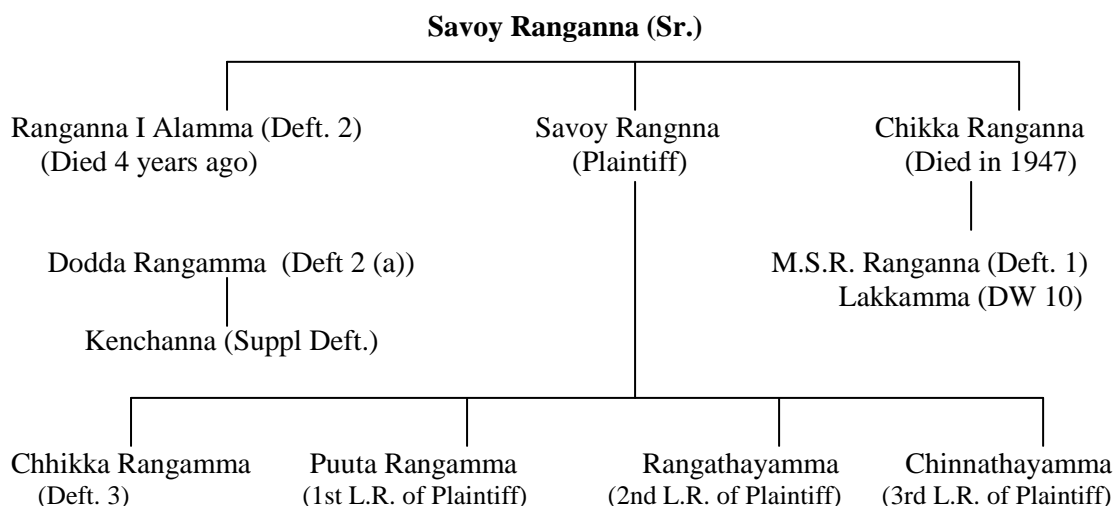 Savoy Ranganna (Sr.)
Ranganna I Alamma (Deft. 2) Savoy Rangnna Chikka Ranganna
(Died 4 years ago) (Plaintiff) (Died in 1947)
Dodda Rangamma (Deft 2 (a)) M.S.R. Ranganna (Deft. 1)
Lakkamma (DW 10)
Kenchanna (Suppl Deft.)
Chhikka Rangamma Puuta Rangamma Rangathayamma Chinnathayamma
(Deft. 3) (1st L.R. of Plaintiff) (2nd L.R. of Plaintiff) (3rd L.R. of Plaintiff)